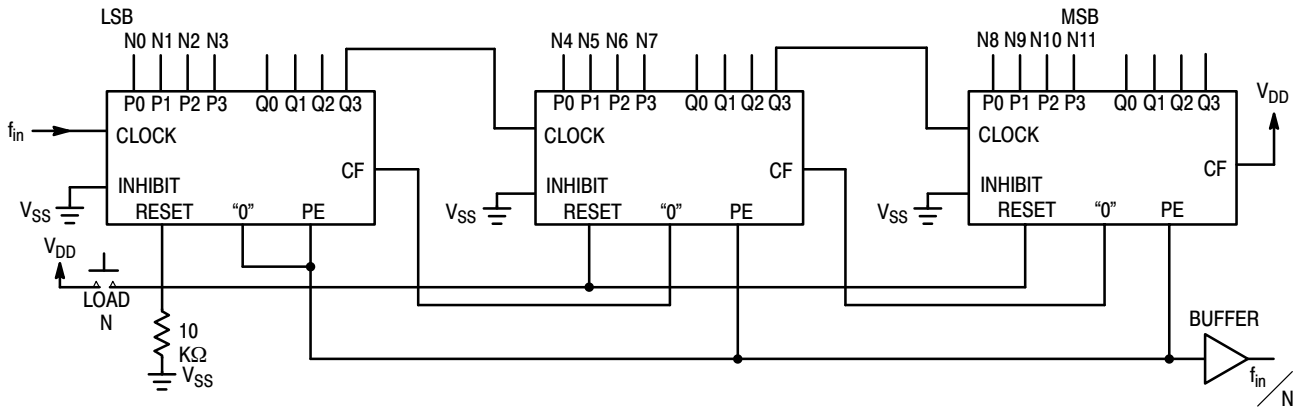 LSB
MSB
N0 N1 N2 N3
N4 N5 N6 N7
N8 N9 N10 N11
P0 P1 P2 P3 Q0 Q1 Q2 Q3
P0 P1 P2 P3 Q0 Q1 Q2 Q3
P0 P1 P2 P3 Q0 Q1 Q2 Q3
VDD
fin
CLOCK
CLOCK
CLOCK
CF
CF
CF
INHIBIT
INHIBIT
INHIBIT
VSS
VSS
VSS
RESET “0” PE
RESET “0” PE
RESET “0” PE
VDD
LOAD
N
10
KΩ
VSS
BUFFER
fin/N